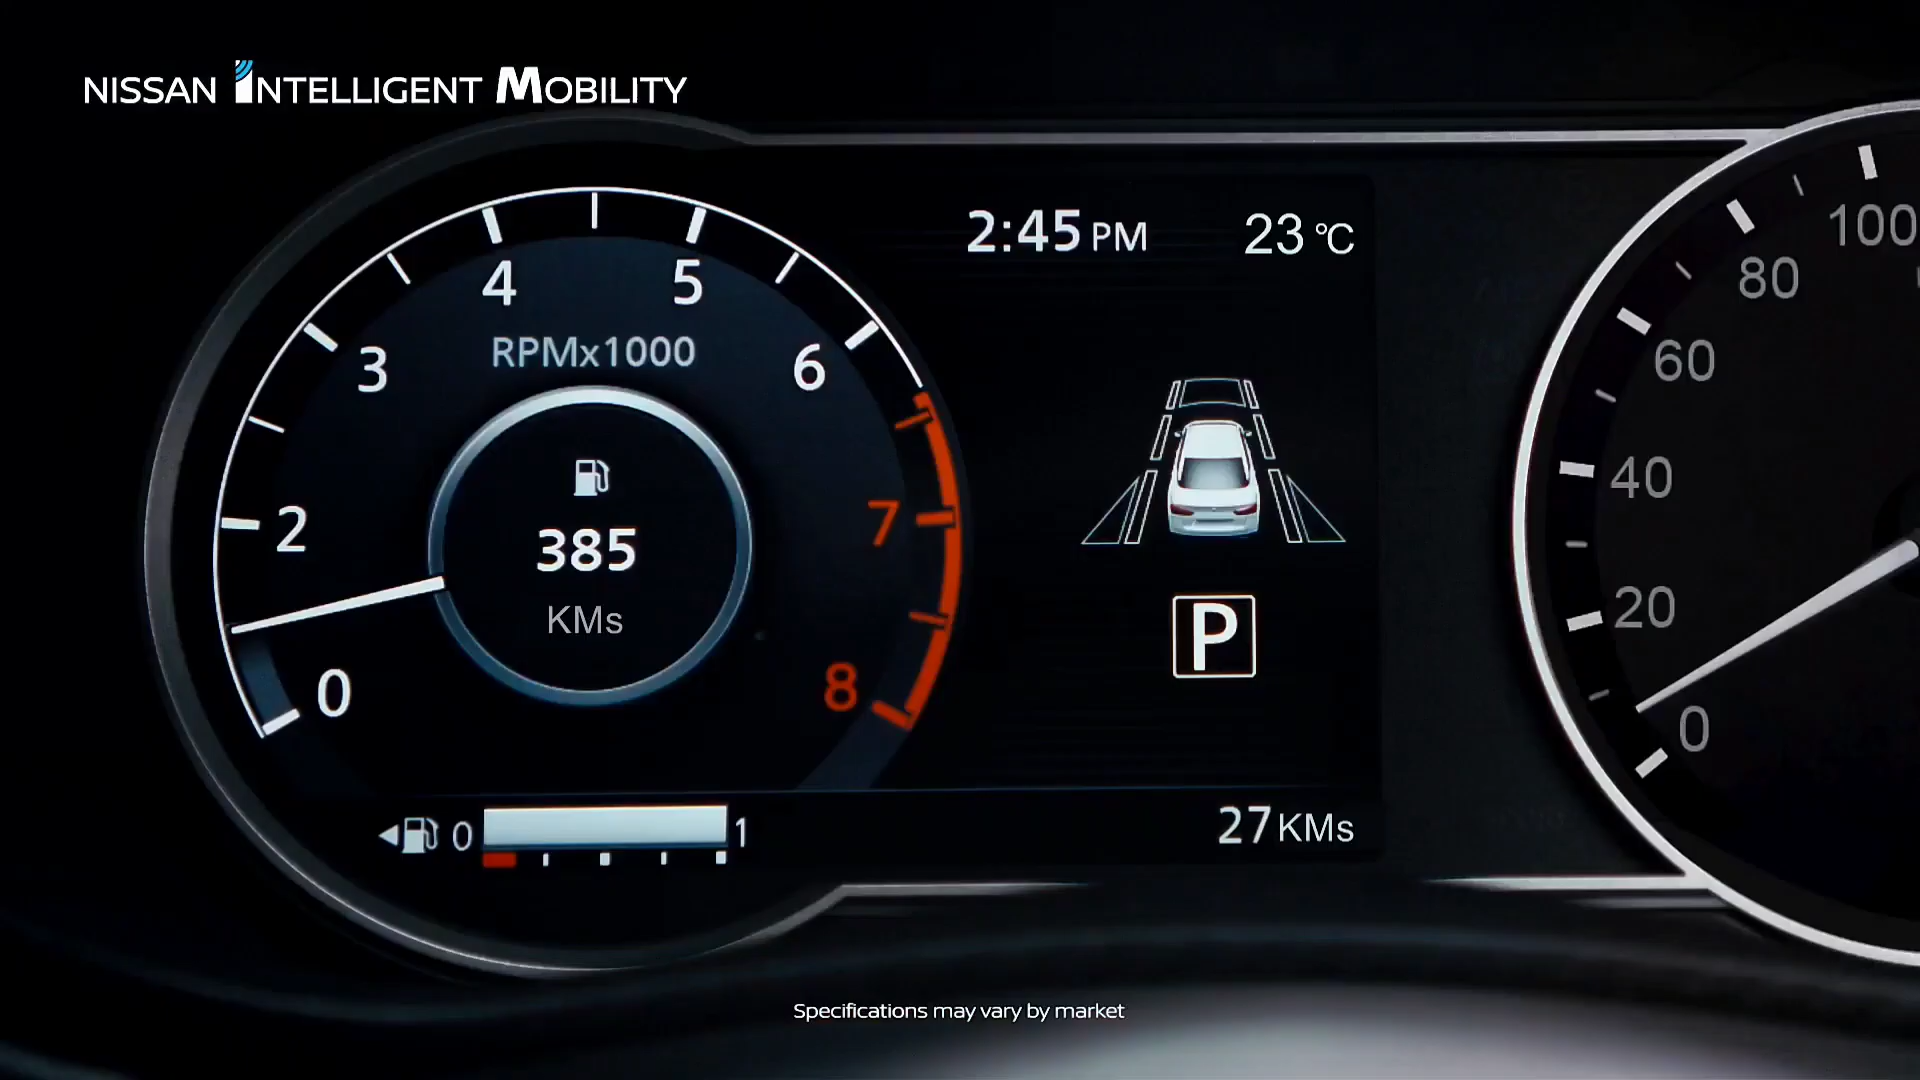 NISSAN INTELLIGENT MOBILITY
2:45 PM 23 °C
4 5
RPMx1000
3 6
2 7
385
KMs
0 8
0 1
27 KMs
P
100
80
60
40
20
0
Specifications may vary by market